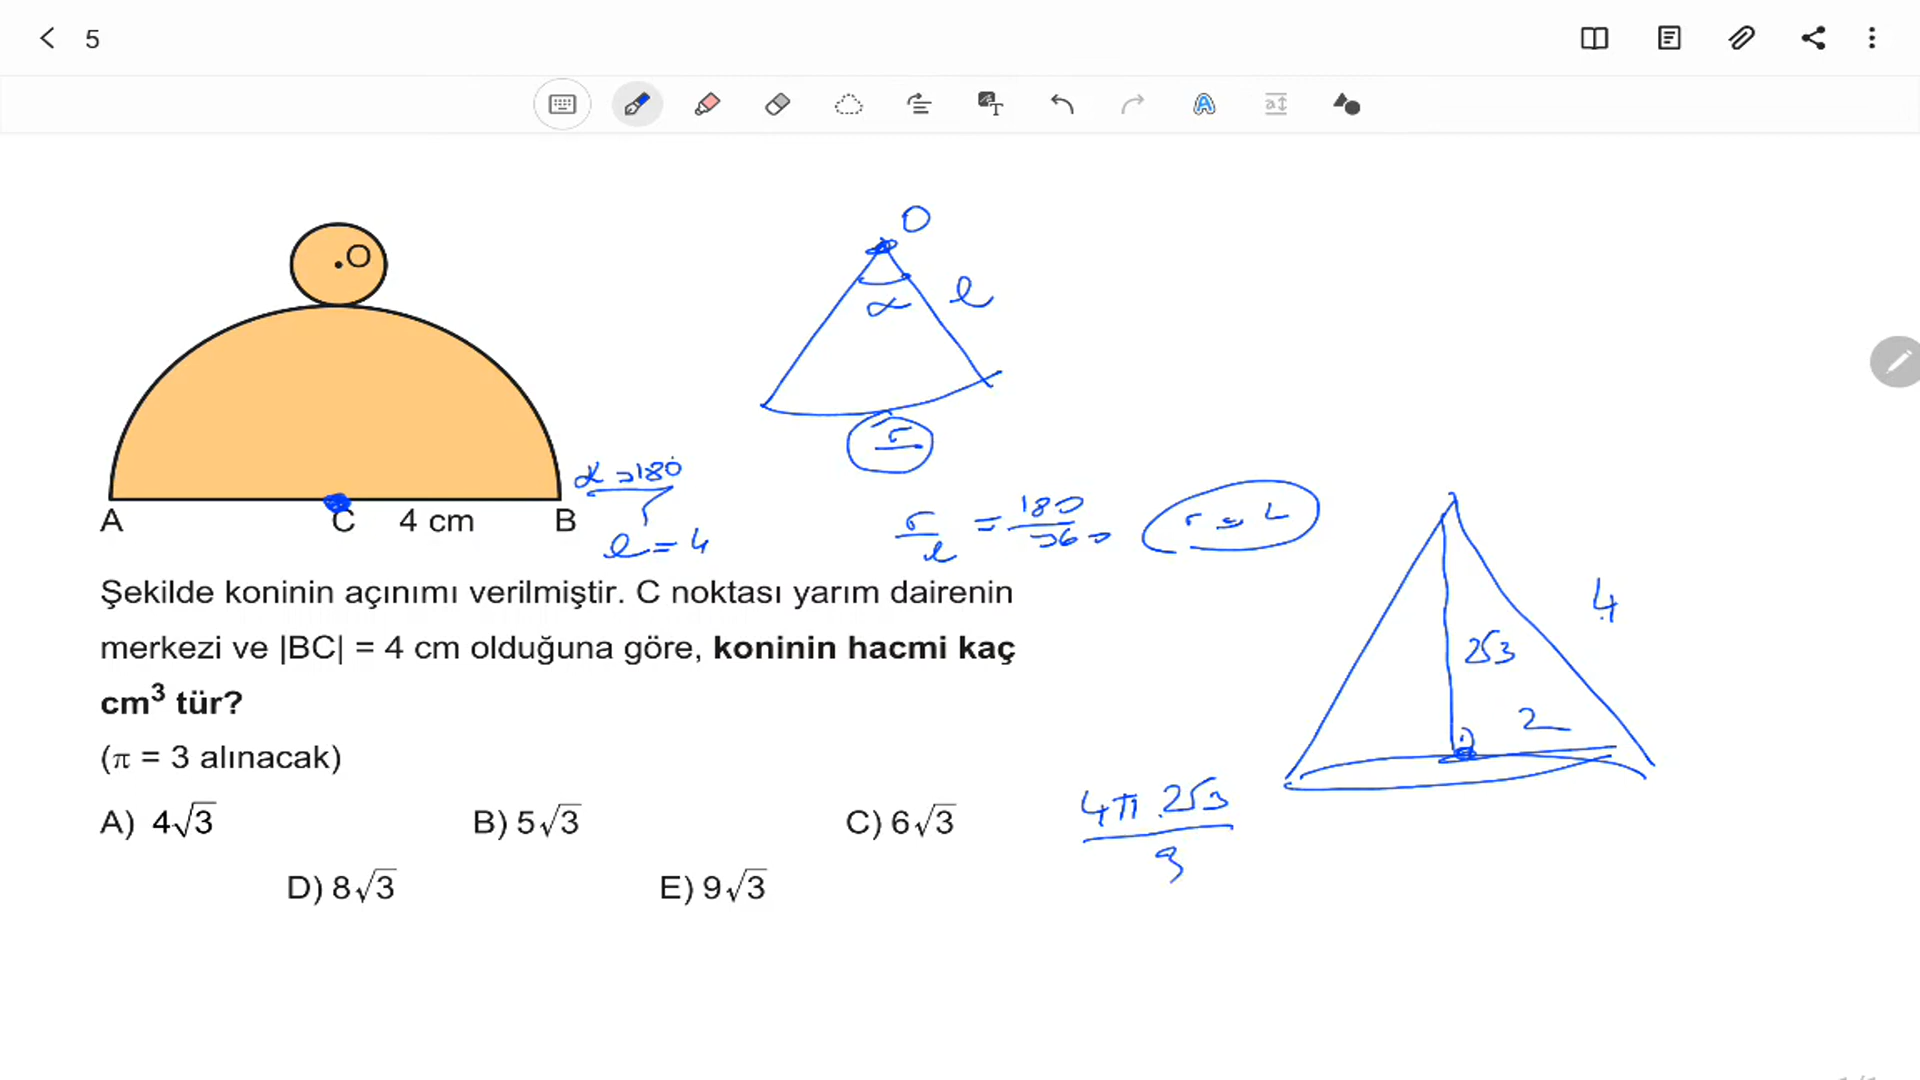 5
O
A C 4 cm B
α = 180
l = 4
O
α l
r
r/l = 180/360
r = 2
4
2√3
2
Şekilde koninin açınımı verilmiştir. C noktası yarım dairenin
merkezi ve |BC| = 4 cm olduğuna göre, koninin hacmi kaç
cm³ tür?
(π = 3 alınacak)
A) 4√3 B) 5√3 C) 6√3
D) 8√3 E) 9√3
4π.2√3
3